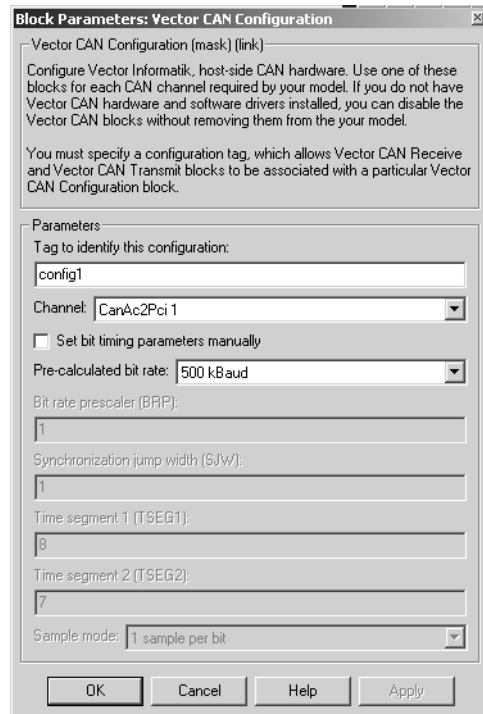 Block Parameters: Vector CAN Configuration
Vector CAN Configuration (mask) (link)
Configure Vector Informatik, host-side CAN hardware. Use one of these
blocks for each CAN channel required by your model. If you do not have
Vector CAN hardware and software drivers installed, you can disable the
Vector CAN blocks without removing them from the your model.
You must specify a configuration tag, which allows Vector CAN Receive
and Vector CAN Transmit blocks to be associated with a particular Vector
CAN Configuration block.
Parameters
Tag to identify this configuration:
config1
Channel: CanAc2Pci 1
Set bit timing parameters manually
Pre-calculated bit rate: 500 kBaud
Bit rate prescaler (BRP):
1
Synchronization jump width (SJW):
1
Time segment 1 (TSEG1):
8
Time segment 2 (TSEG2):
7
Sample mode: 1 sample per bit
OK Cancel Help Apply